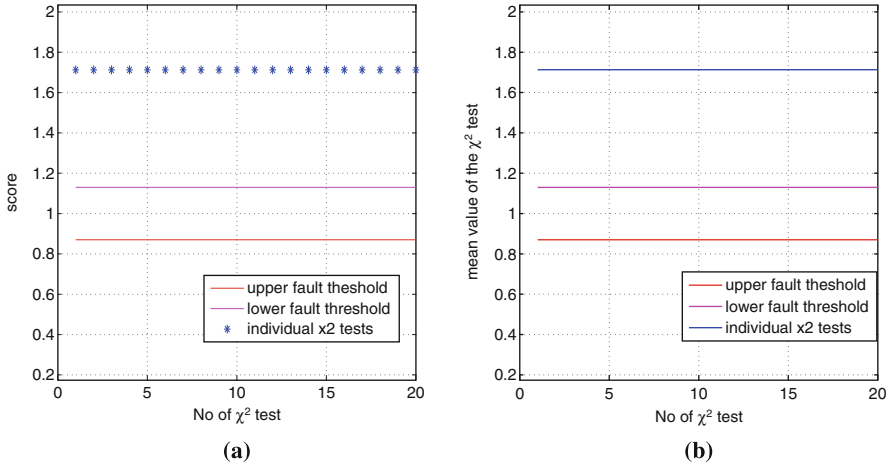 2
1.8
1.6
1.4
1.2
1
0.8
0.6
0.4
0.2
score
upper fault theshold
lower fault threshold
individual x2 tests
0
5
10
15
20
No of χ² test
(a)
2
1.8
1.6
1.4
1.2
1
0.8
0.6
0.4
0.2
mean value of the χ² test
upper fault theshold
lower fault threshold
individual x2 tests
0
5
10
15
20
No of χ² test
(b)